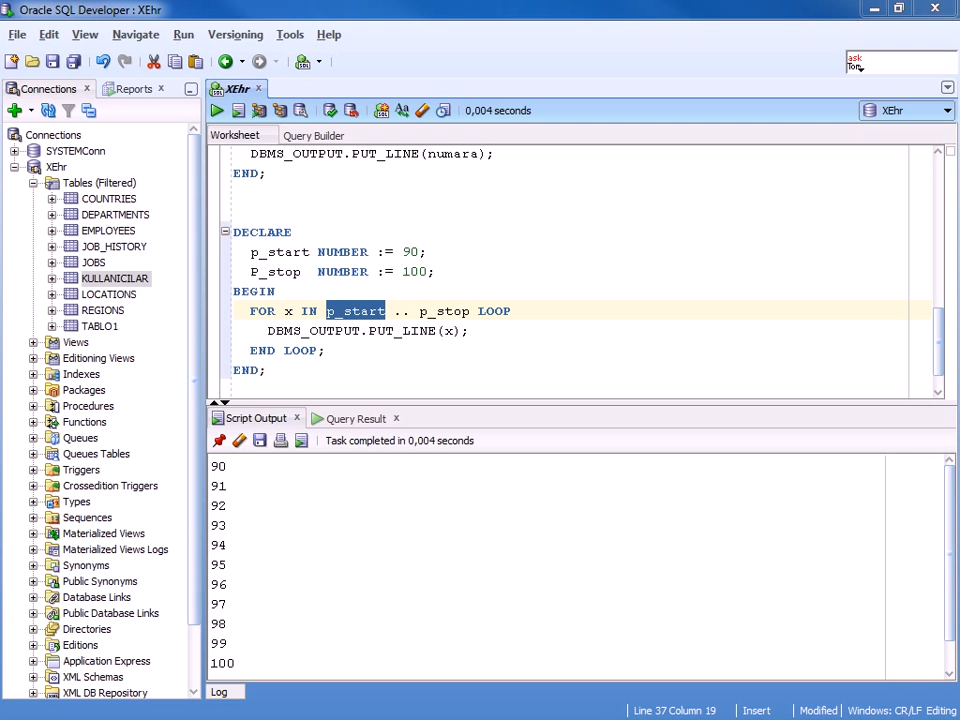 Oracle SQL Developer : XEhr
File Edit View Navigate Run Versioning Tools Help
ask
Tom
Connections Reports
XEhr
0,004 seconds
XEhr
Worksheet Query Builder
Connections
SYSTEMConn
XEhr
Tables (Filtered)
COUNTRIES
DEPARTMENTS
EMPLOYEES
JOB_HISTORY
JOBS
KULLANICILAR
LOCATIONS
REGIONS
TABLO1
Views
Editioning Views
Indexes
Packages
Procedures
Functions
Queues
Queues Tables
Triggers
Crossedition Triggers
Types
Sequences
Materialized Views
Materialized Views Logs
Synonyms
Public Synonyms
Database Links
Public Database Links
Directories
Editions
Application Express
XML Schemas
XML DB Repository
DBMS_OUTPUT.PUT_LINE(numara);
END;
DECLARE
p_start NUMBER := 90;
P_stop NUMBER := 100;
BEGIN
FOR x IN p_start .. p_stop LOOP
DBMS_OUTPUT.PUT_LINE(x);
END LOOP;
END;
Script Output Query Result
Task completed in 0,004 seconds
90
91
92
93
94
95
96
97
98
99
100
Log
Line 37 Column 19 Insert Modified Windows: CR/LF Editing